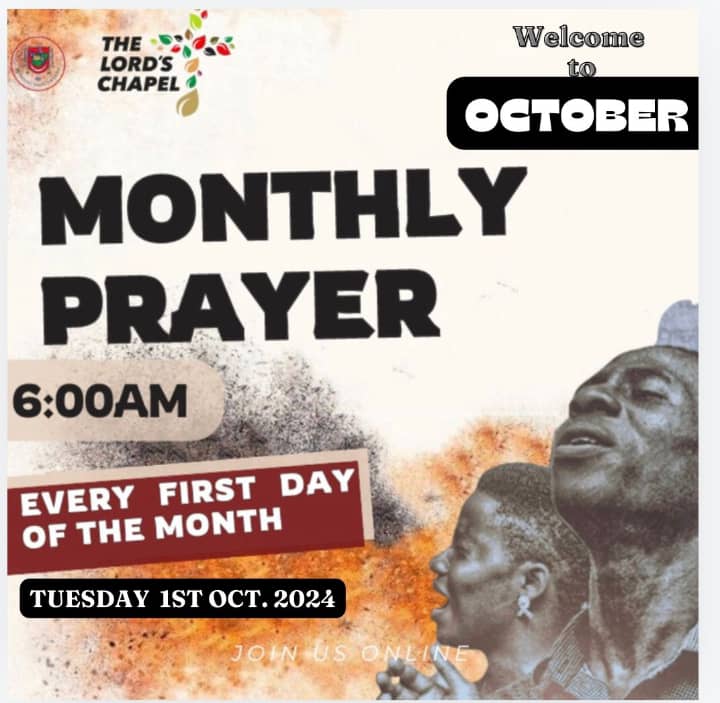 THE
LORD'S
CHAPEL
Welcome
to
OCTOBER
MONTHLY
PRAYER
6:00AM
EVERY FIRST DAY
OF THE MONTH
TUESDAY 1ST OCT. 2024
JOIN US ONLINE